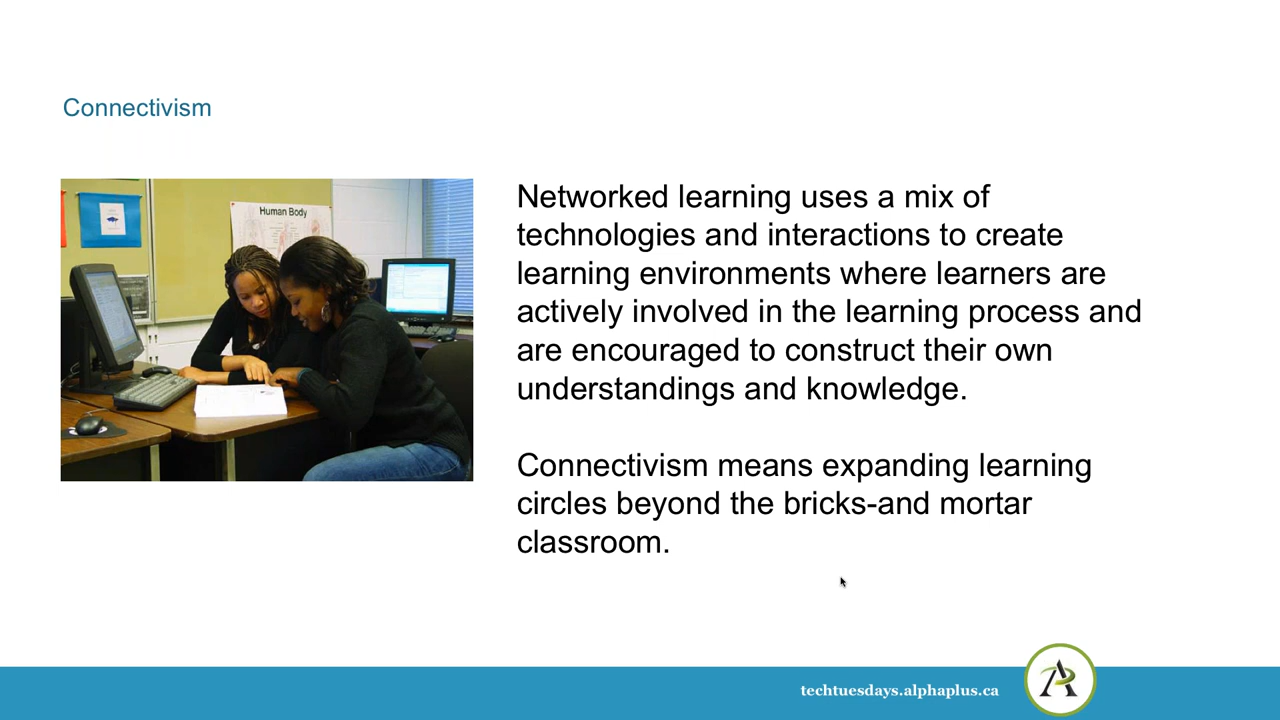 Connectivism
Human Body
Networked learning uses a mix of
technologies and interactions to create
learning environments where learners are
actively involved in the learning process and
are encouraged to construct their own
understandings and knowledge.
Connectivism means expanding learning
circles beyond the bricks-and mortar
classroom.
techtuesdays.alphaplus.ca